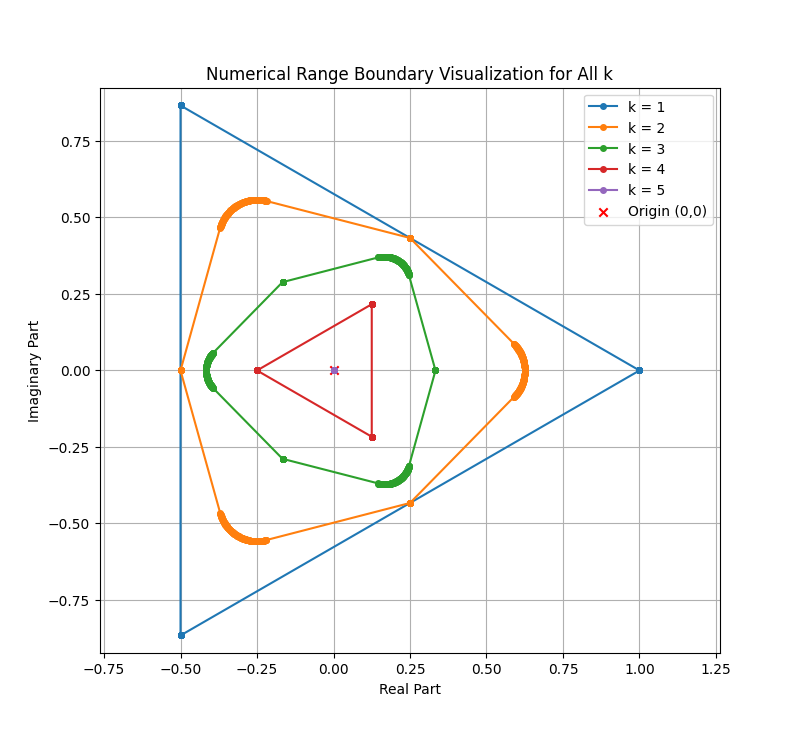 Numerical Range Boundary Visualization for All k
k = 1
k = 2
k = 3
k = 4
k = 5
Origin (0,0)
Imaginary Part
0.75
0.50
0.25
0.00
−0.25
−0.50
−0.75
−0.75 −0.50 −0.25 0.00 0.25 0.50 0.75 1.00 1.25
Real Part